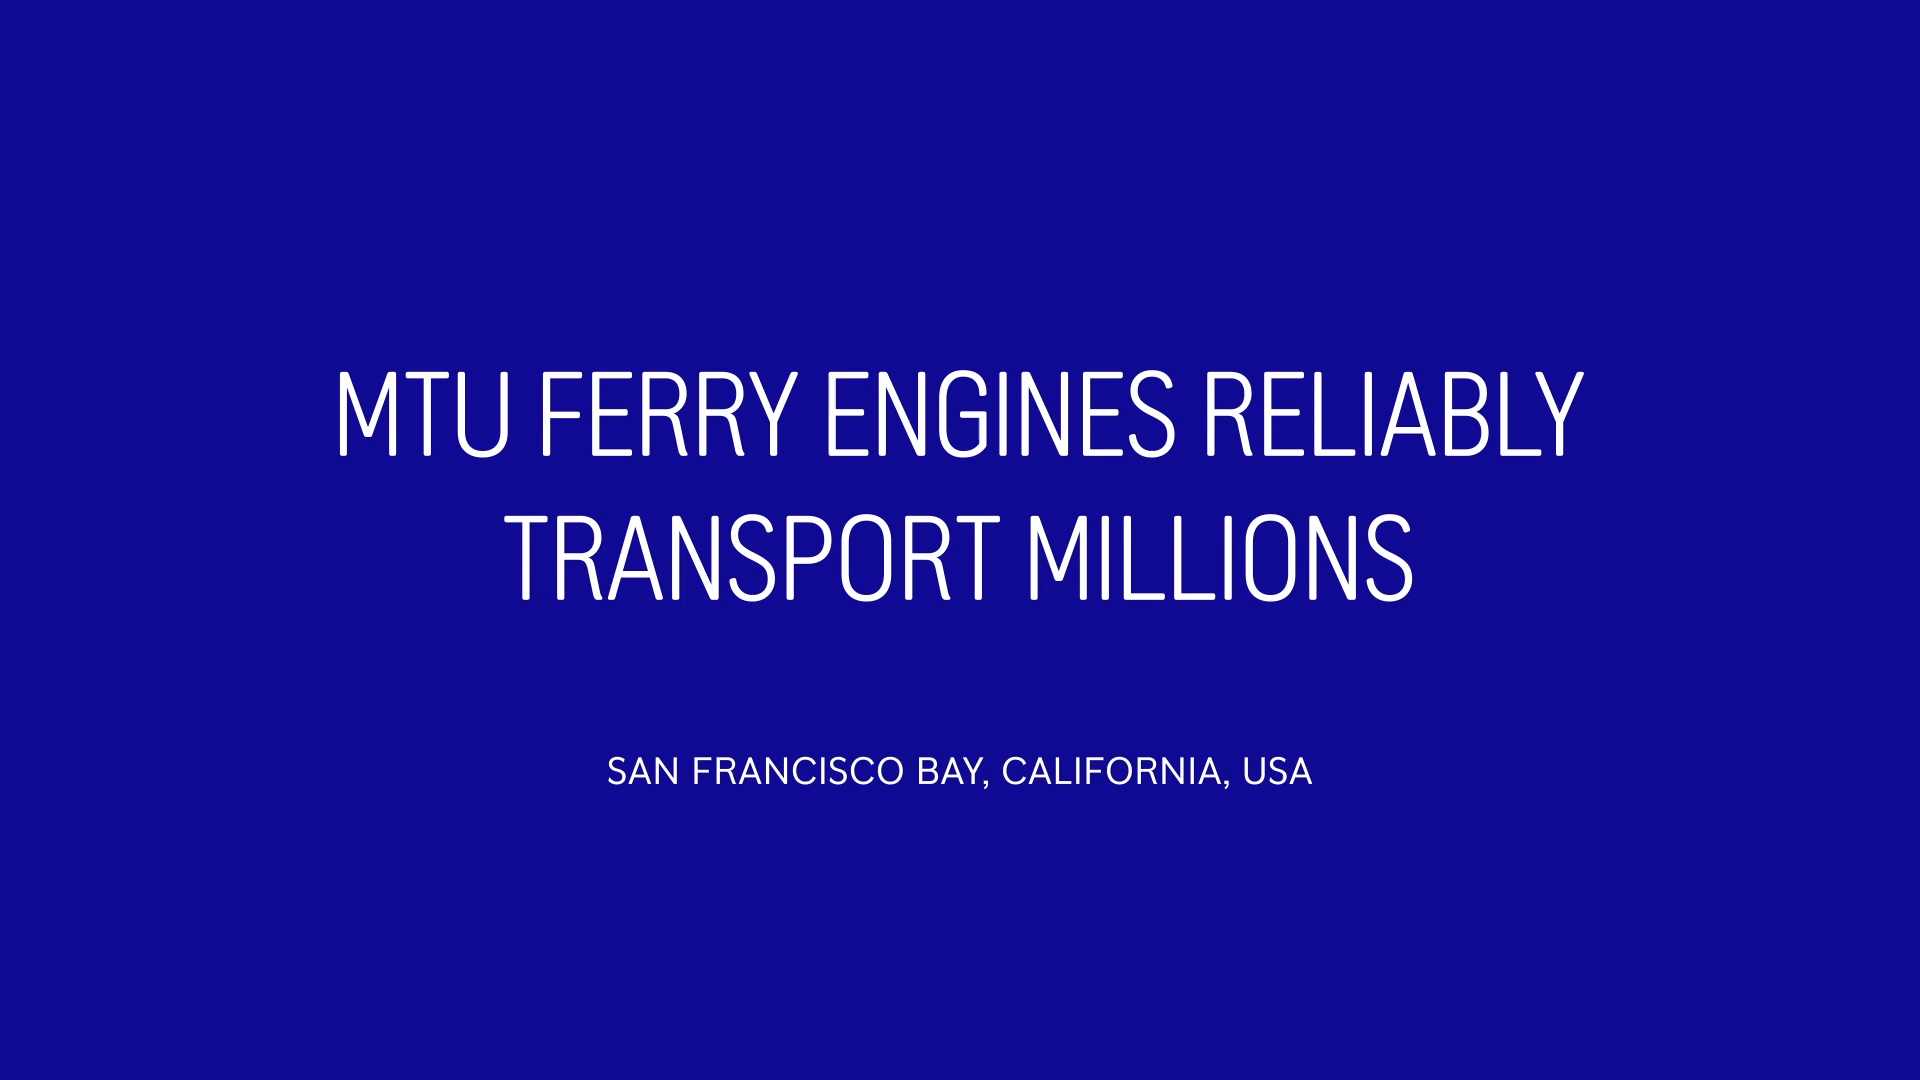 MTU FERRY ENGINES RELIABLY
TRANSPORT MILLIONS
SAN FRANCISCO BAY, CALIFORNIA, USA